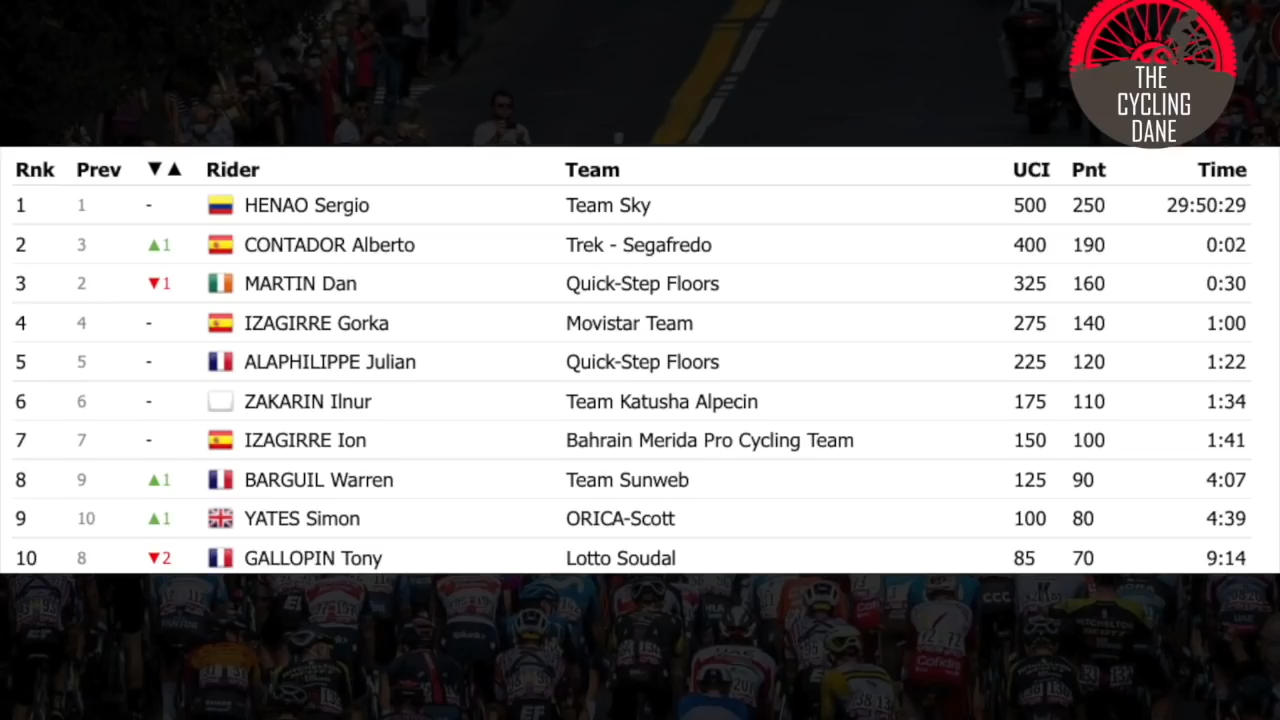 THE
CYCLING
DANE
Rnk Prev ▼▲ Rider Team UCI Pnt Time
1 1 - HENAO Sergio Team Sky 500 250 29:50:29
2 3 ▲1 CONTADOR Alberto Trek - Segafredo 400 190 0:02
3 2 ▼1 MARTIN Dan Quick-Step Floors 325 160 0:30
4 4 - IZAGIRRE Gorka Movistar Team 275 140 1:00
5 5 - ALAPHILIPPE Julian Quick-Step Floors 225 120 1:22
6 6 - ZAKARIN Ilnur Team Katusha Alpecin 175 110 1:34
7 7 - IZAGIRRE Ion Bahrain Merida Pro Cycling Team 150 100 1:41
8 9 ▲1 BARGUIL Warren Team Sunweb 125 90 4:07
9 10 ▲1 YATES Simon ORICA-Scott 100 80 4:39
10 8 ▼2 GALLOPIN Tony Lotto Soudal 85 70 9:14
CCC
MITCHELTON
UAE
Cofidis